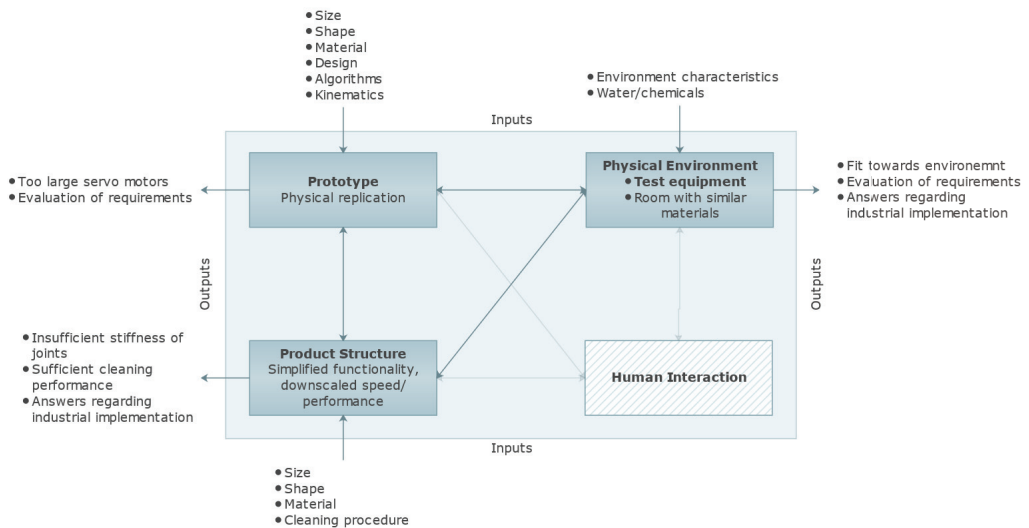 ● Size
● Shape
● Material
● Design
● Algorithms
● Kinematics
● Environment characteristics
● Water/chemicals
Inputs
● Too large servo motors
● Evaluation of requirements
Prototype
Physical replication
Physical Environment
● Test equipment
● Room with similar
materials
● Fit towards environemnt
● Evaluation of requirements
● Answers regarding
industrial implementation
Outputs
Outputs
● Insufficient stiffness of
joints
● Sufficient cleaning
performance
● Answers regarding
industrial implementation
Product Structure
Simplified functionality,
downscaled speed/
performance
Human Interaction
Inputs
● Size
● Shape
● Material
● Cleaning procedure